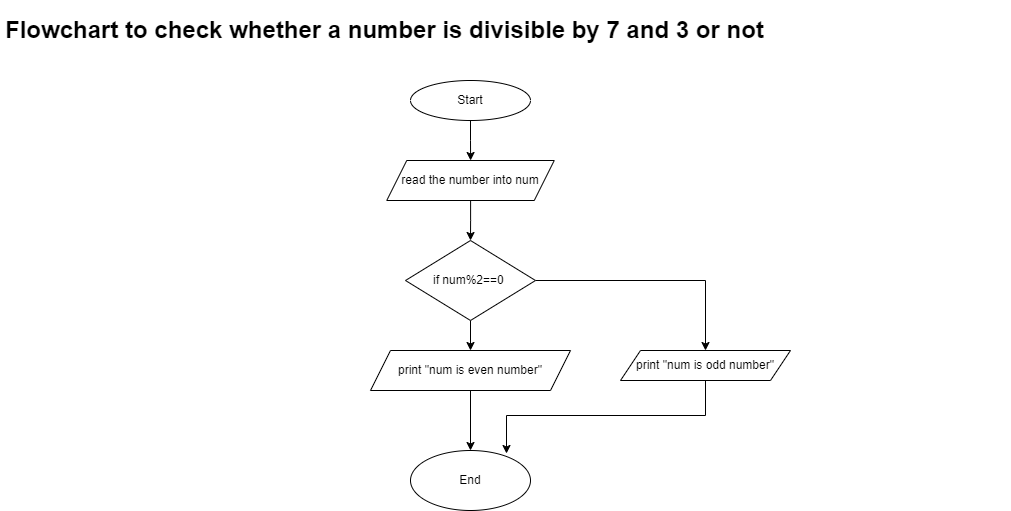 Flowchart to check whether a number is divisible by 7 and 3 or not
Start
read the number into num
if num%2==0
print "num is even number"
print "num is odd number"
End